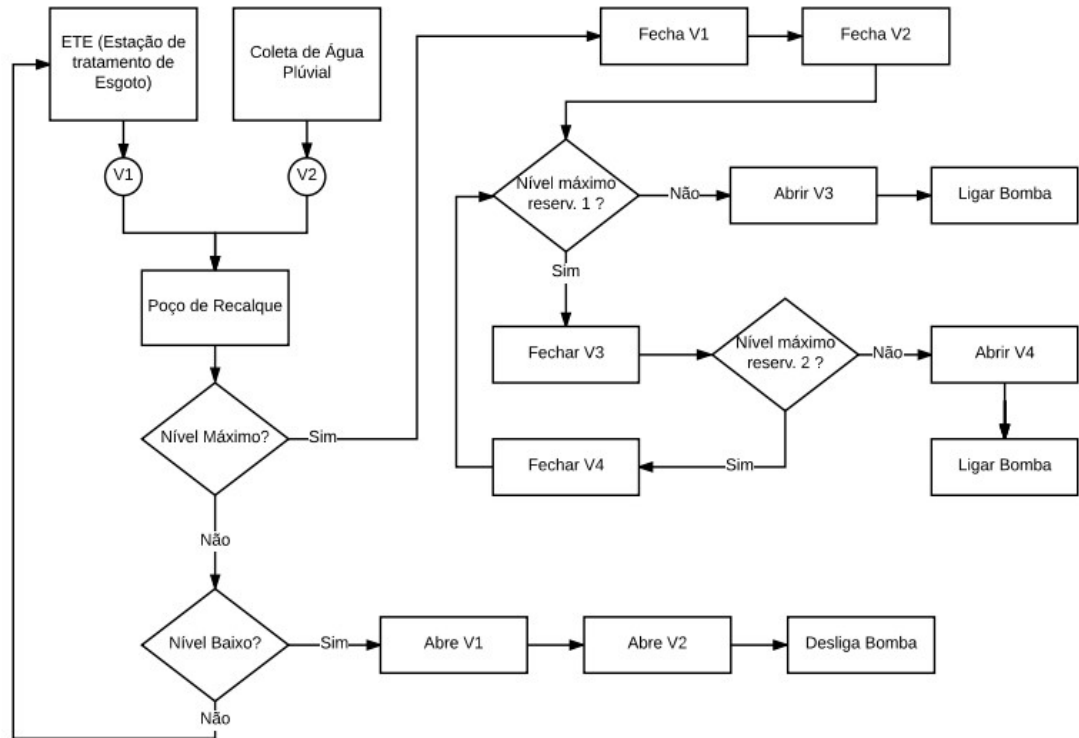 ETE (Estação de
tratamento de
Esgoto)
Coleta de Água
Plúvial
Fecha V1
Fecha V2
V1
V2
Nível máximo
reserv. 1 ?
Não
Abrir V3
Ligar Bomba
Sim
Poço de Recalque
Fechar V3
Nível máximo
reserv. 2 ?
Não
Abrir V4
Nível Máximo?
Sim
Fechar V4
Sim
Ligar Bomba
Não
Nível Baixo?
Sim
Abre V1
Abre V2
Desliga Bomba
Não